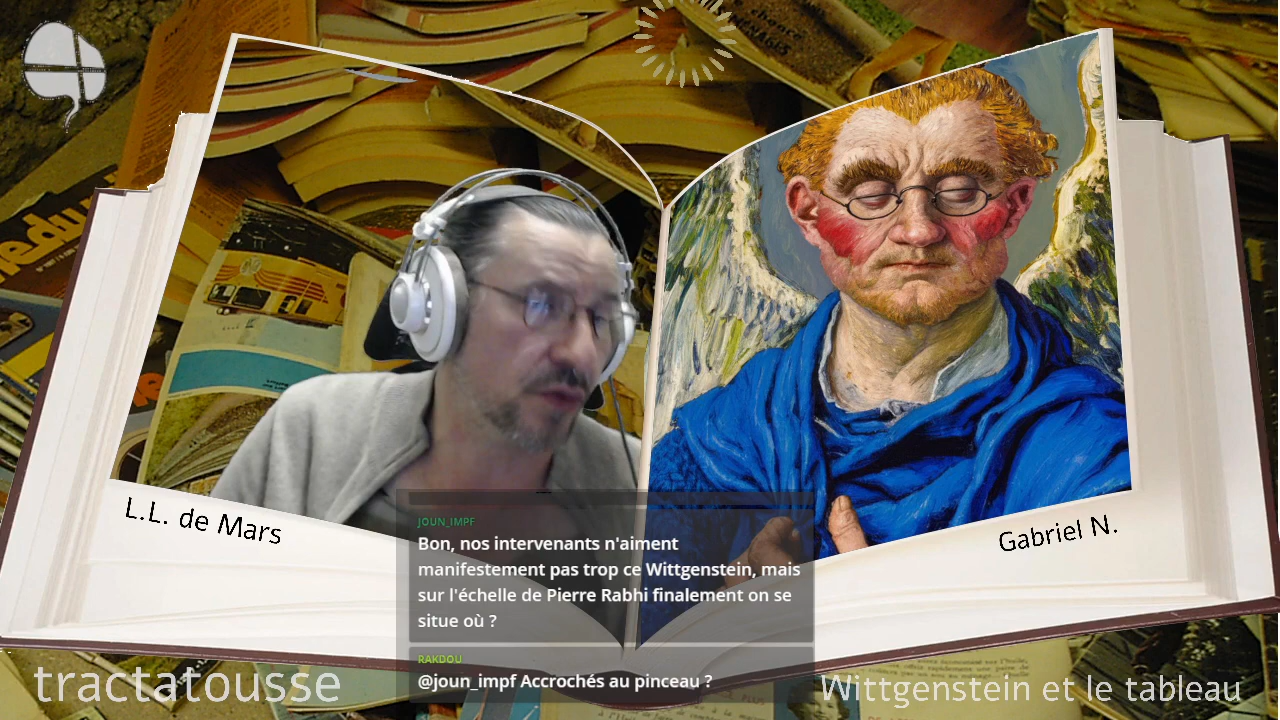 L.L. de Mars
Gabriel N.
JOUN_IMPF
Bon, nos intervenants n'aiment
manifestement pas trop ce Wittgenstein, mais
sur l'échelle de Pierre Rabhi finalement on se
situe où ?
RAKDOU
@joun_impf Accrochés au pinceau ?
tractatousse
Wittgenstein et le tableau